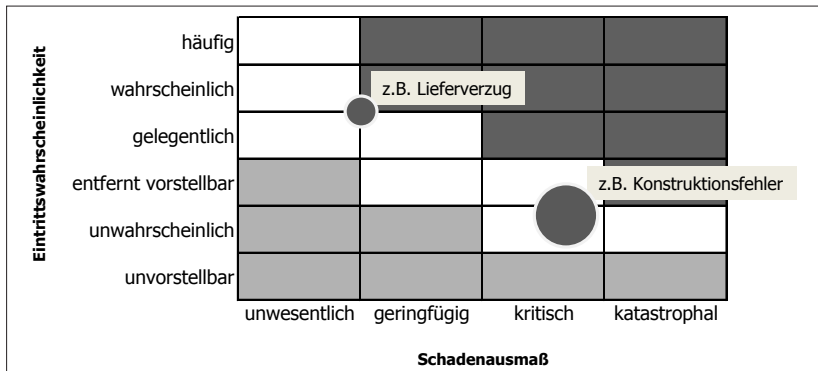 Eintrittswahrscheinlichkeit
häufig
wahrscheinlich
gelegentlich
entfernt vorstellbar
unwahrscheinlich
unvorstellbar
z.B. Lieferverzug
z.B. Konstruktionsfehler
unwesentlich geringfügig kritisch katastrophal
Schadenausmaß